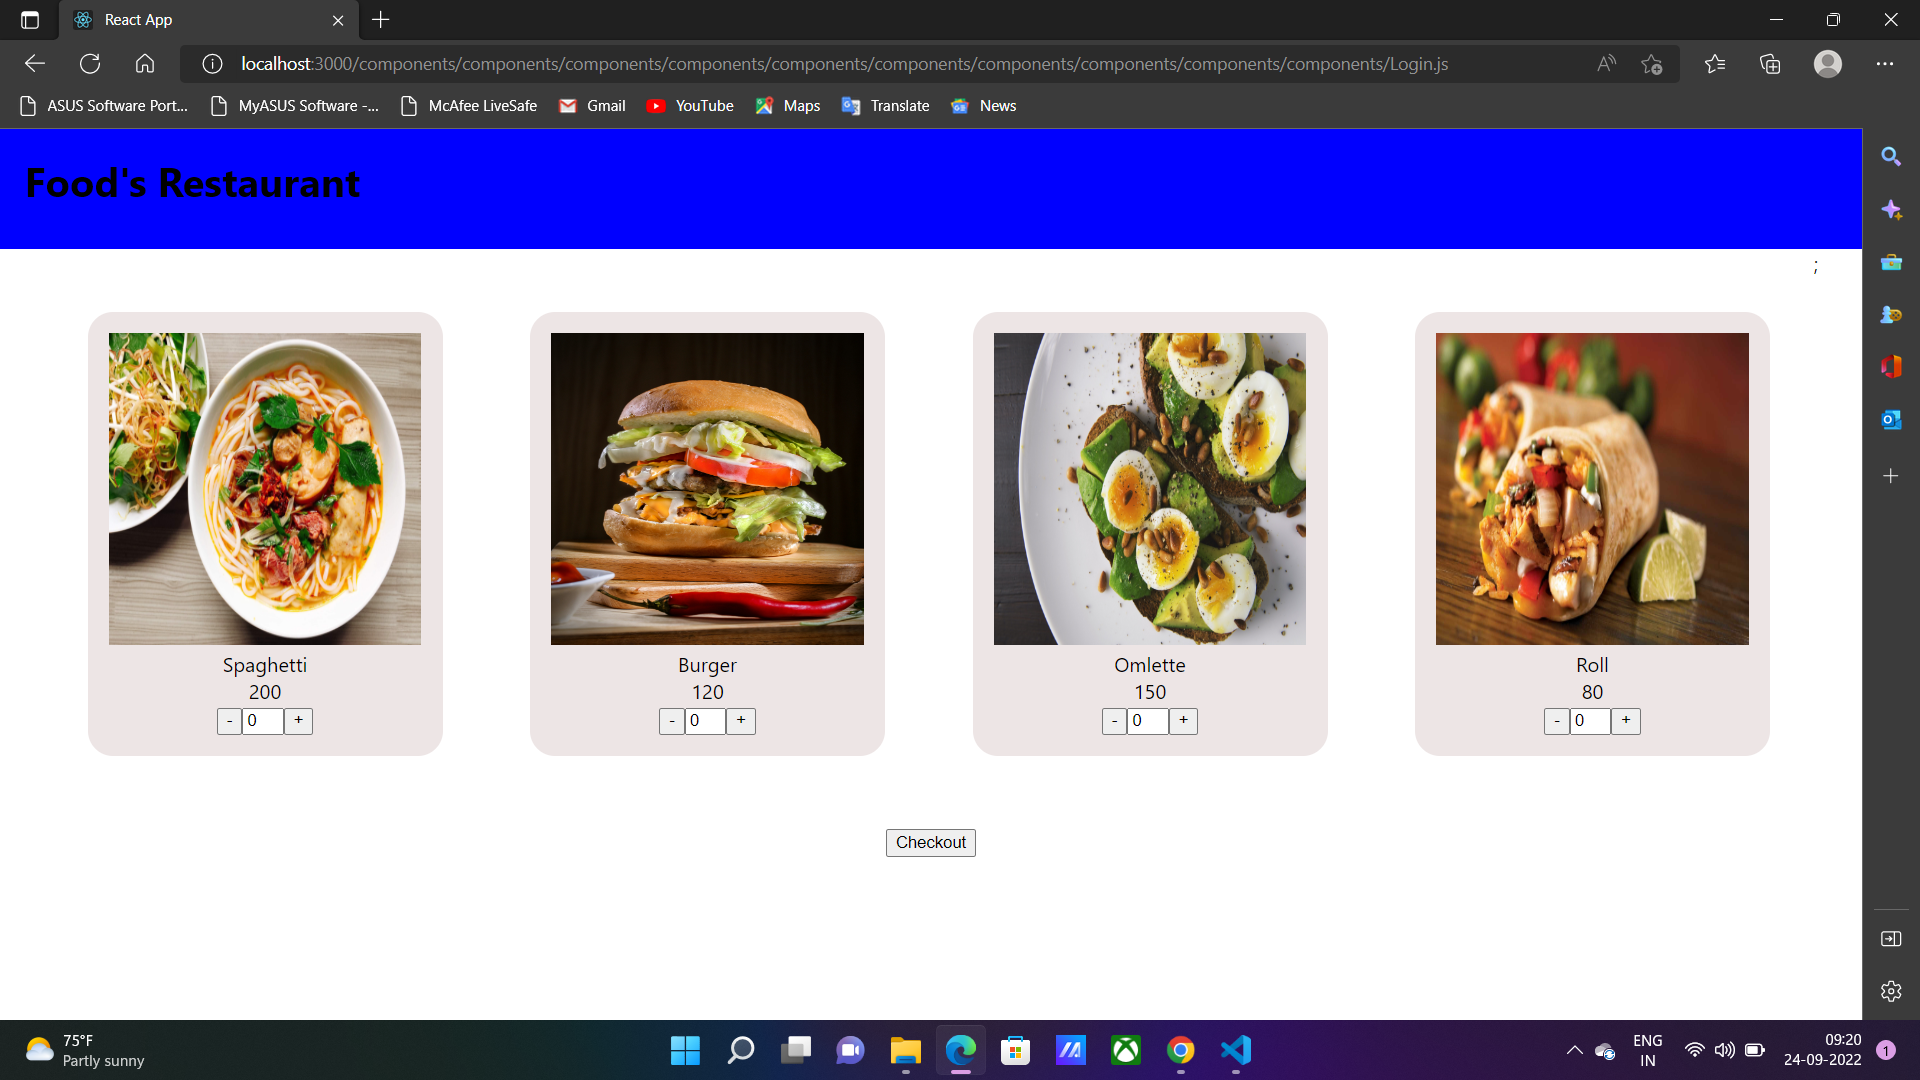 React App
localhost:3000/components/components/components/components/components/components/components/components/components/components/Login.js
ASUS Software Port... MyASUS Software -... McAfee LiveSafe Gmail YouTube Maps Translate News
Food's Restaurant
;
Spaghetti
200
- 0 +
Burger
120
- 0 +
Omlette
150
- 0 +
Roll
80
- 0 +
Checkout
75°F
Partly sunny
ENG
IN
09:20
24-09-2022
1